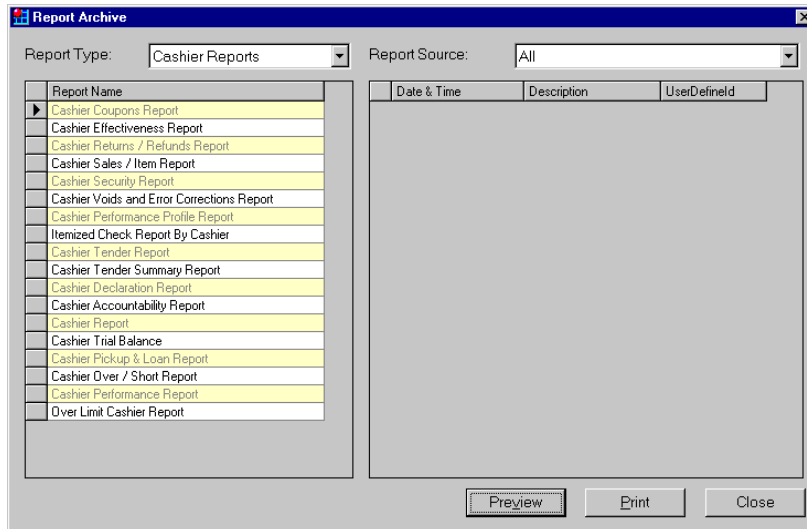 Report Archive
Report Type: Cashier Reports Report Source: All
Report Name Date & Time Description UserDefineId
Cashier Coupons Report
Cashier Effectiveness Report
Cashier Returns / Refunds Report
Cashier Sales / Item Report
Cashier Security Report
Cashier Voids and Error Corrections Report
Cashier Performance Profile Report
Itemized Check Report By Cashier
Cashier Tender Report
Cashier Tender Summary Report
Cashier Declaration Report
Cashier Accountability Report
Cashier Report
Cashier Trial Balance
Cashier Pickup & Loan Report
Cashier Over / Short Report
Cashier Performance Report
Over Limit Cashier Report
Preview Print Close